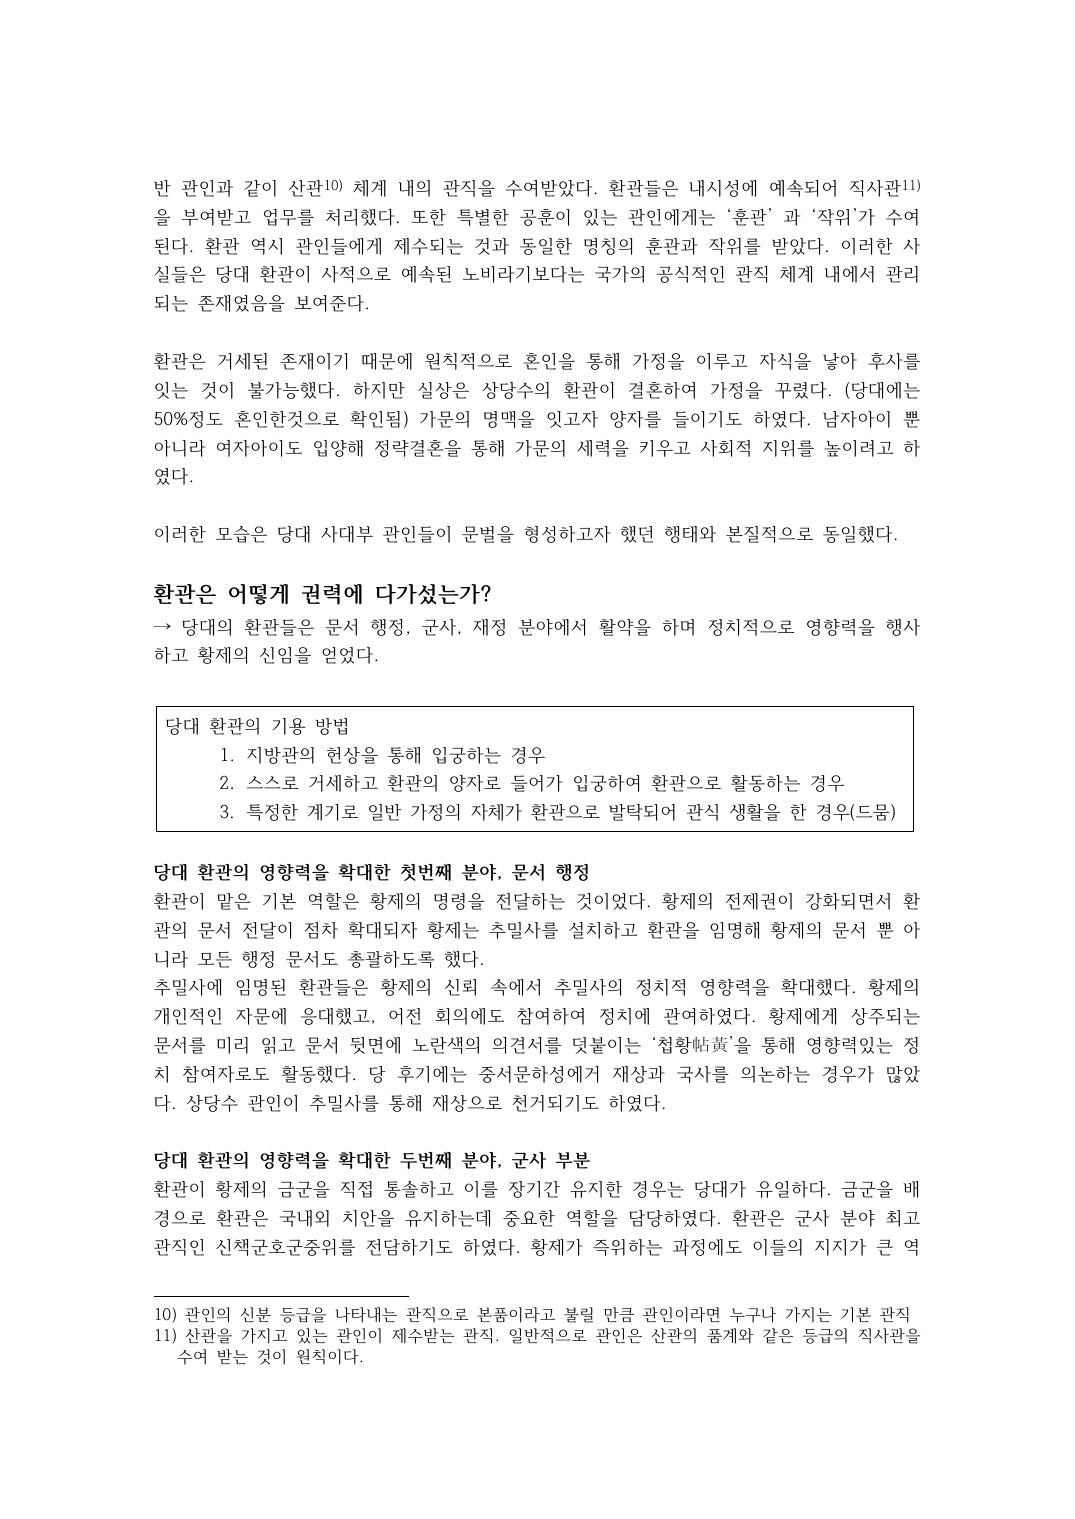 반 관인과 같이 산관10) 체계 내의 관직을 수여받았다. 환관들은 내시성에 예속되어 직사관11)
을 부여받고 업무를 처리했다. 또한 특별한 공훈이 있는 관인에게는 ‘훈관’ 과 ‘작위’가 수여
된다. 환관 역시 관인들에게 제수되는 것과 동일한 명칭의 훈관과 작위를 받았다. 이러한 사
실들은 당대 환관이 사적으로 예속된 노비라기보다는 국가의 공식적인 관직 체계 내에서 관리
되는 존재였음을 보여준다.
환관은 거세된 존재이기 때문에 원칙적으로 혼인을 통해 가정을 이루고 자식을 낳아 후사를
잇는 것이 불가능했다. 하지만 실상은 상당수의 환관이 결혼하여 가정을 꾸렸다. (당대에는
50%정도 혼인한것으로 확인됨) 가문의 명맥을 잇고자 양자를 들이기도 하였다. 남자아이 뿐
아니라 여자아이도 입양해 정략결혼을 통해 가문의 세력을 키우고 사회적 지위를 높이려고 하
였다.
이러한 모습은 당대 사대부 관인들이 문벌을 형성하고자 했던 행태와 본질적으로 동일했다.
환관은 어떻게 권력에 다가섰는가?
→ 당대의 환관들은 문서 행정, 군사, 재정 분야에서 활약을 하며 정치적으로 영향력을 행사
하고 황제의 신임을 얻었다.
당대 환관의 기용 방법
1. 지방관의 헌상을 통해 입궁하는 경우
2. 스스로 거세하고 환관의 양자로 들어가 입궁하여 환관으로 활동하는 경우
3. 특정한 계기로 일반 가정의 자체가 환관으로 발탁되어 관식 생활을 한 경우(드뭄)
당대 환관의 영향력을 확대한 첫번째 분야, 문서 행정
환관이 맡은 기본 역할은 황제의 명령을 전달하는 것이었다. 황제의 전제권이 강화되면서 환
관의 문서 전달이 점차 확대되자 황제는 추밀사를 설치하고 환관을 임명해 황제의 문서 뿐 아
니라 모든 행정 문서도 총괄하도록 했다.
추밀사에 임명된 환관들은 황제의 신뢰 속에서 추밀사의 정치적 영향력을 확대했다. 황제의
개인적인 자문에 응대했고, 어전 회의에도 참여하여 정치에 관여하였다. 황제에게 상주되는
문서를 미리 읽고 문서 뒷면에 노란색의 의견서를 덧붙이는 ‘첩황帖黃’을 통해 영향력있는 정
치 참여자로도 활동했다. 당 후기에는 중서문하성에거 재상과 국사를 의논하는 경우가 많았
다. 상당수 관인이 추밀사를 통해 재상으로 천거되기도 하였다.
당대 환관의 영향력을 확대한 두번째 분야, 군사 부분
환관이 황제의 금군을 직접 통솔하고 이를 장기간 유지한 경우는 당대가 유일하다. 금군을 배
경으로 환관은 국내외 치안을 유지하는데 중요한 역할을 담당하였다. 환관은 군사 분야 최고
관직인 신책군호군중위를 전담하기도 하였다. 황제가 즉위하는 과정에도 이들의 지지가 큰 역
10) 관인의 신분 등급을 나타내는 관직으로 본품이라고 불릴 만큼 관인이라면 누구나 가지는 기본 관직
11) 산관을 가지고 있는 관인이 제수받는 관직. 일반적으로 관인은 산관의 품계와 같은 등급의 직사관을
수여 받는 것이 원칙이다.